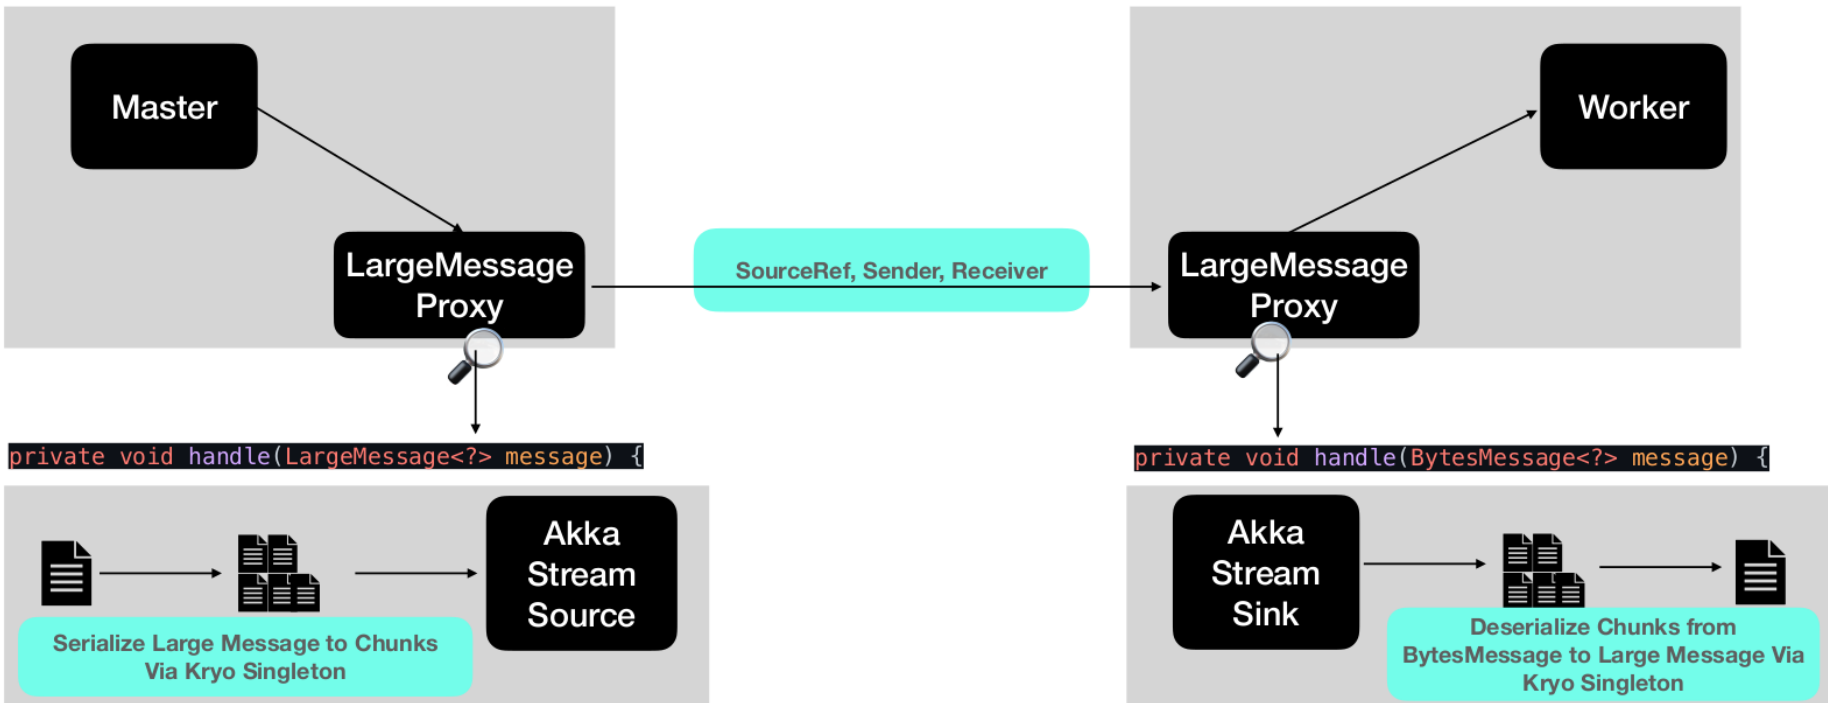 Master
Worker
LargeMessage
Proxy
SourceRef, Sender, Receiver
LargeMessage
Proxy
private void handle(LargeMessage<?> message) {
private void handle(BytesMessage<?> message) {
Akka
Stream
Source
Serialize Large Message to Chunks
Via Kryo Singleton
Akka
Stream
Sink
Deserialize Chunks from
BytesMessage to Large Message Via
Kryo Singleton